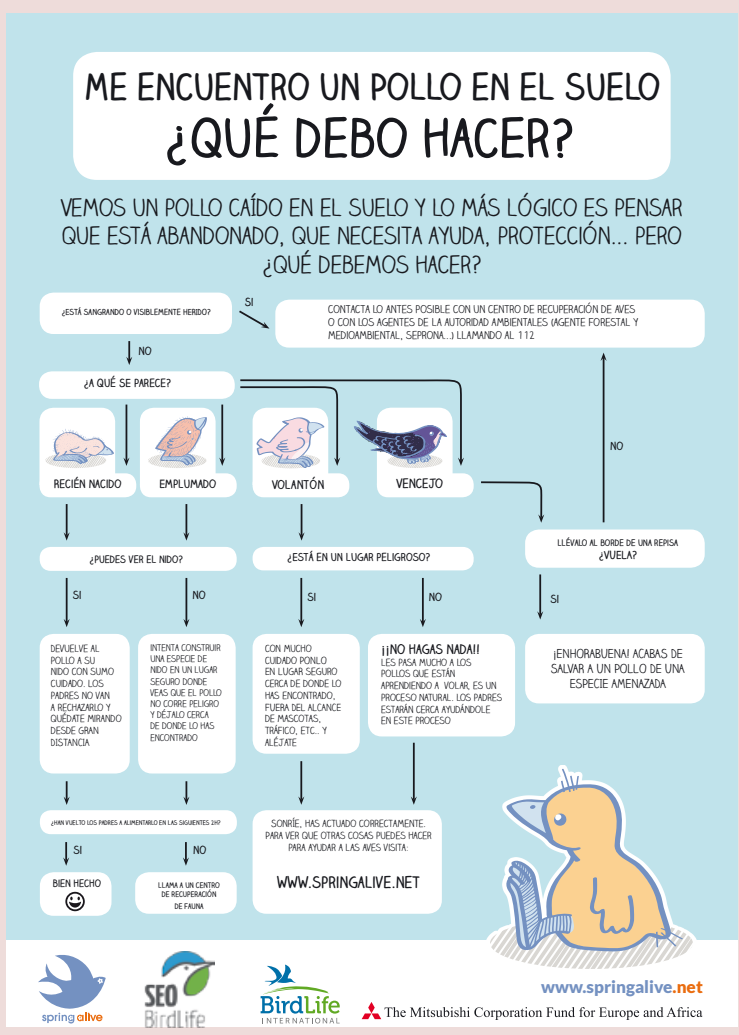 ME ENCUENTRO UN POLLO EN EL SUELO
¿QUÉ DEBO HACER?
VEMOS UN POLLO CAÍDO EN EL SUELO Y LO MÁS LÓGICO ES PENSAR
QUE ESTÁ ABANDONADO, QUE NECESITA AYUDA, PROTECCIÓN... PERO
¿QUÉ DEBEMOS HACER?
¿ESTÁ SANGRANDO O VISIBLEMENTE HERIDO?
SI
CONTACTA LO ANTES POSIBLE CON UN CENTRO DE RECUPERACIÓN DE AVES
O CON LOS AGENTES DE LA AUTORIDAD AMBIENTALES (AGENTE FORESTAL Y
MEDIOAMBIENTAL, SEPRONA...) LLAMANDO AL 112
NO
¿A QUÉ SE PARECE?
RECIÉN NACIDO
EMPLUMADO
VOLANTÓN
VENCEJO
NO
LLÉVALO AL BORDE DE UNA REPISA
¿VUELA?
¿PUEDES VER EL NIDO?
¿ESTÁ EN UN LUGAR PELIGROSO?
SI
NO
SI
NO
SI
DEVUELVE AL
POLLO A SU
NIDO CON SUMO
CUIDADO. LOS
PADRES NO VAN
A RECHAZARLO Y
QUÉDATE MIRANDO
DESDE GRAN
DISTANCIA
INTENTA CONSTRUIR
UNA ESPECIE DE
NIDO EN UN LUGAR
SEGURO DONDE
VEAS QUE EL POLLO
NO CORRE PELIGRO
Y DÉJALO CERCA
DE DONDE LO HAS
ENCONTRADO
CON MUCHO
CUIDADO PONLO
EN LUGAR SEGURO
CERCA DE DONDE LO
HAS ENCONTRADO,
FUERA DEL ALCANCE
DE MASCOTAS,
TRÁFICO, ETC... Y
ALÉJATE
¡¡NO HAGAS NADA!!
LES PASA MUCHO A LOS
POLLOS QUE ESTÁN
APRENDIENDO A VOLAR, ES UN
PROCESO NATURAL. LOS PADRES
ESTARÁN CERCA AYUDÁNDOLE
EN ESTE PROCESO
¡ENHORABUENA! ACABAS DE
SALVAR A UN POLLO DE UNA
ESPECIE AMENAZADA
¿HAN VUELTO LOS PADRES A ALIMENTARLO EN LAS SIGUIENTES 2H?
SI
NO
BIEN HECHO
LLAMA A UN CENTRO
DE RECUPERACIÓN
DE FAUNA
SONRÍE, HAS ACTUADO CORRECTAMENTE.
PARA VER QUE OTRAS COSAS PUEDES HACER
PARA AYUDAR A LAS AVES VISITA:
WWW.SPRINGALIVE.NET
spring alive
SEO
BirdLife
BirdLife
INTERNATIONAL
www.springalive.net
The Mitsubishi Corporation Fund for Europe and Africa